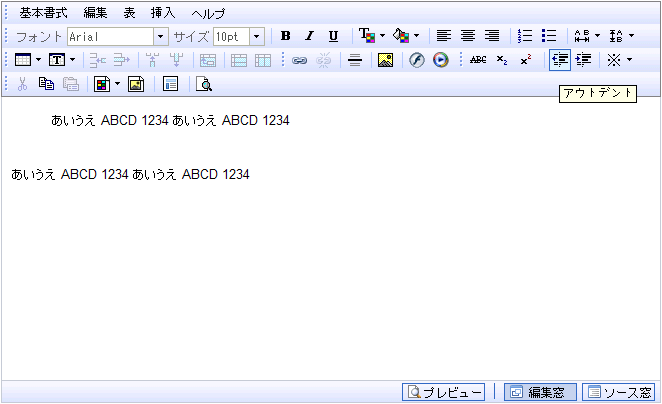 基本書式 編集 表 挿入 ヘルプ
フォント Arial サイズ 10pt B I U T
T ABC x₂ x²
アウトデント
あいうえ ABCD 1234 あいうえ ABCD 1234
あいうえ ABCD 1234 あいうえ ABCD 1234
プレビュー 編集窓 ソース窓